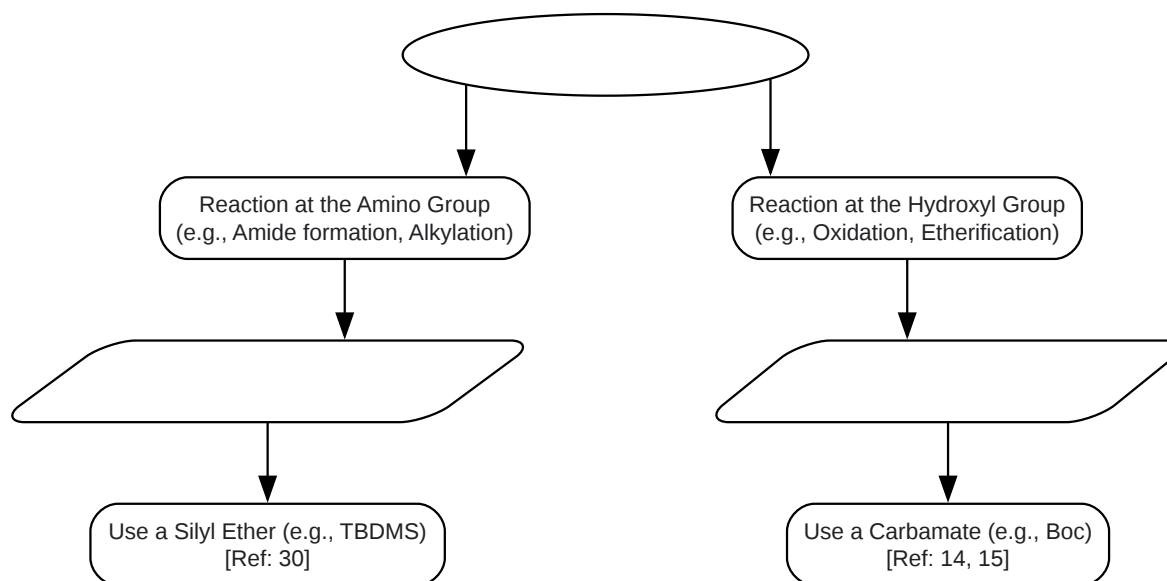 Reaction at the Amino Group
(e.g., Amide formation, Alkylation)
Reaction at the Hydroxyl Group
(e.g., Oxidation, Etherification)
Use a Silyl Ether (e.g., TBDMS)
[Ref: 30]
Use a Carbamate (e.g., Boc)
[Ref: 14, 15]